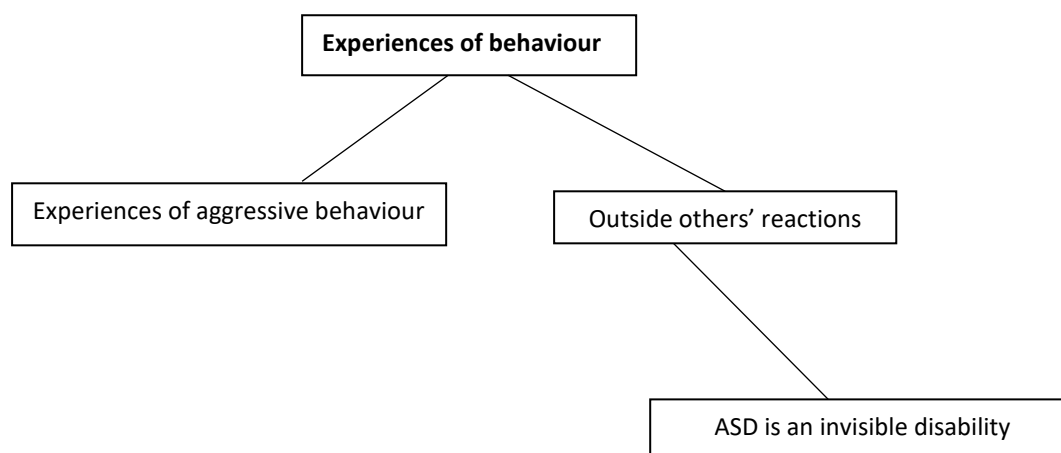 Experiences of behaviour
Experiences of aggressive behaviour
Outside others’ reactions
ASD is an invisible disability